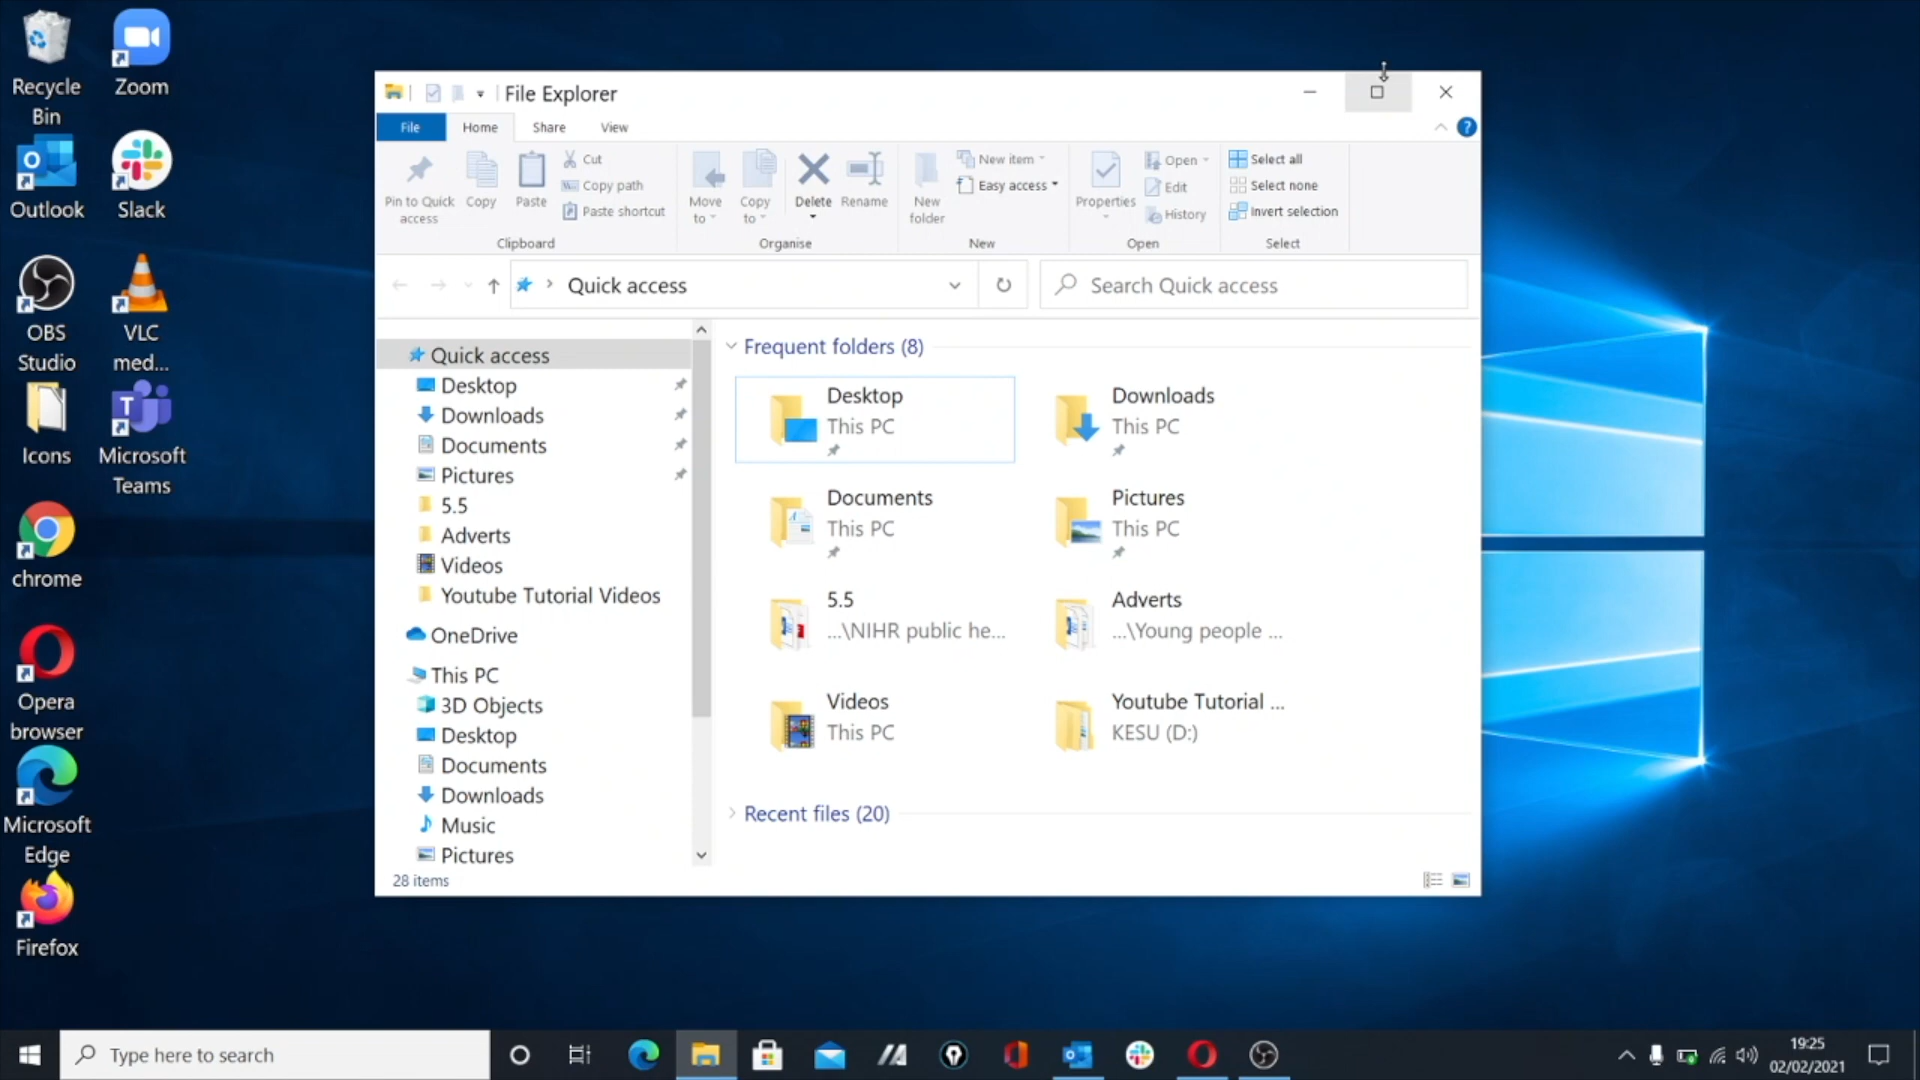 Recycle
Bin
Zoom
Outlook
Slack
OBS
Studio
VLC
med...
Icons
Microsoft
Teams
chrome
Opera
browser
Microsoft
Edge
Firefox
File Explorer
File
Home
Share
View
Pin to Quick
access
Copy
Paste
Cut
Copy path
Paste shortcut
Clipboard
Move
to
Copy
to
Delete
Rename
Organise
New
folder
New item
Easy access
New
Properties
Open
Edit
History
Open
Select all
Select none
Invert selection
Select
Quick access
Search Quick access
Quick access
Desktop
Downloads
Documents
Pictures
5.5
Adverts
Videos
Youtube Tutorial Videos
OneDrive
This PC
3D Objects
Desktop
Documents
Downloads
Music
Pictures
Frequent folders (8)
Desktop
This PC
Downloads
This PC
Documents
This PC
Pictures
This PC
5.5
...\NIHR public he...
Adverts
...\Young people ...
Videos
This PC
Youtube Tutorial ...
KESU (D:)
Recent files (20)
28 items
Type here to search
19:25
02/02/2021